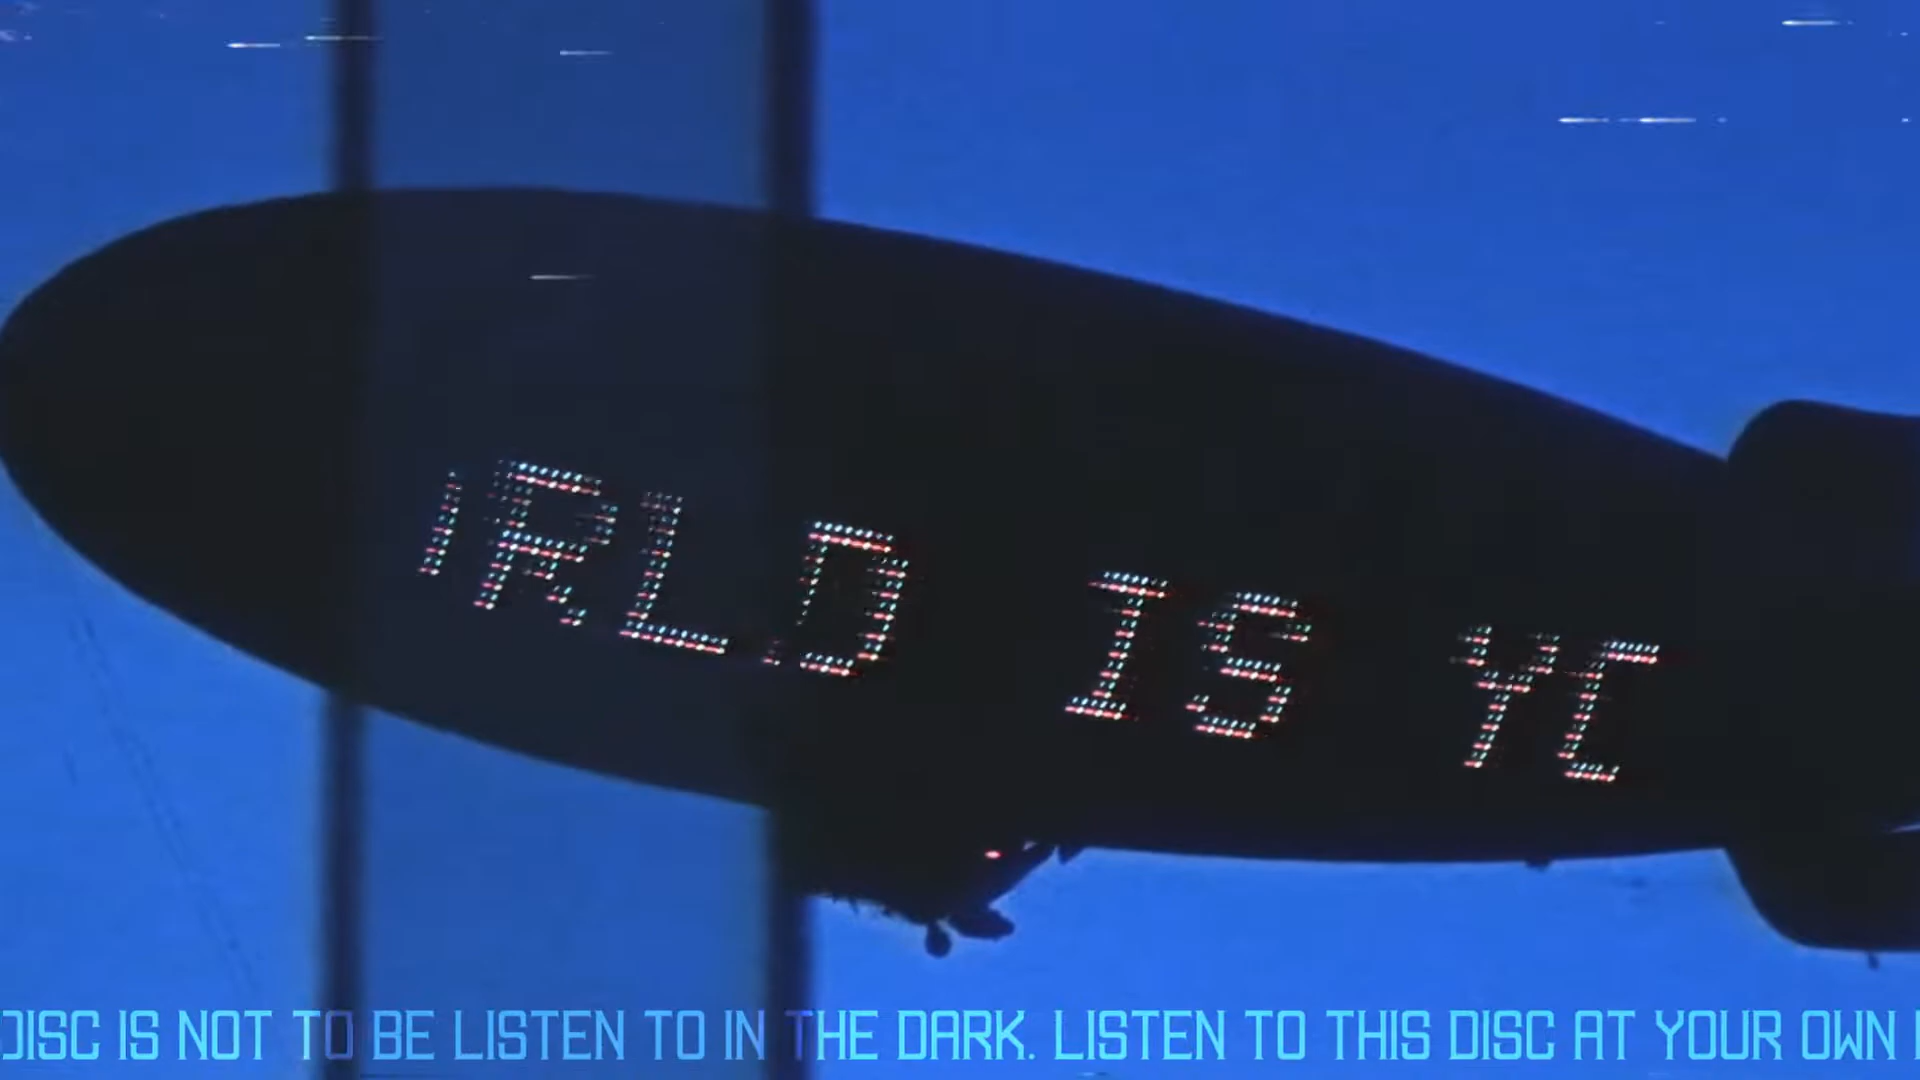 RLD IS YO
DISC IS NOT TO BE LISTEN TO IN THE DARK. LISTEN TO THIS DISC AT YOUR OWN